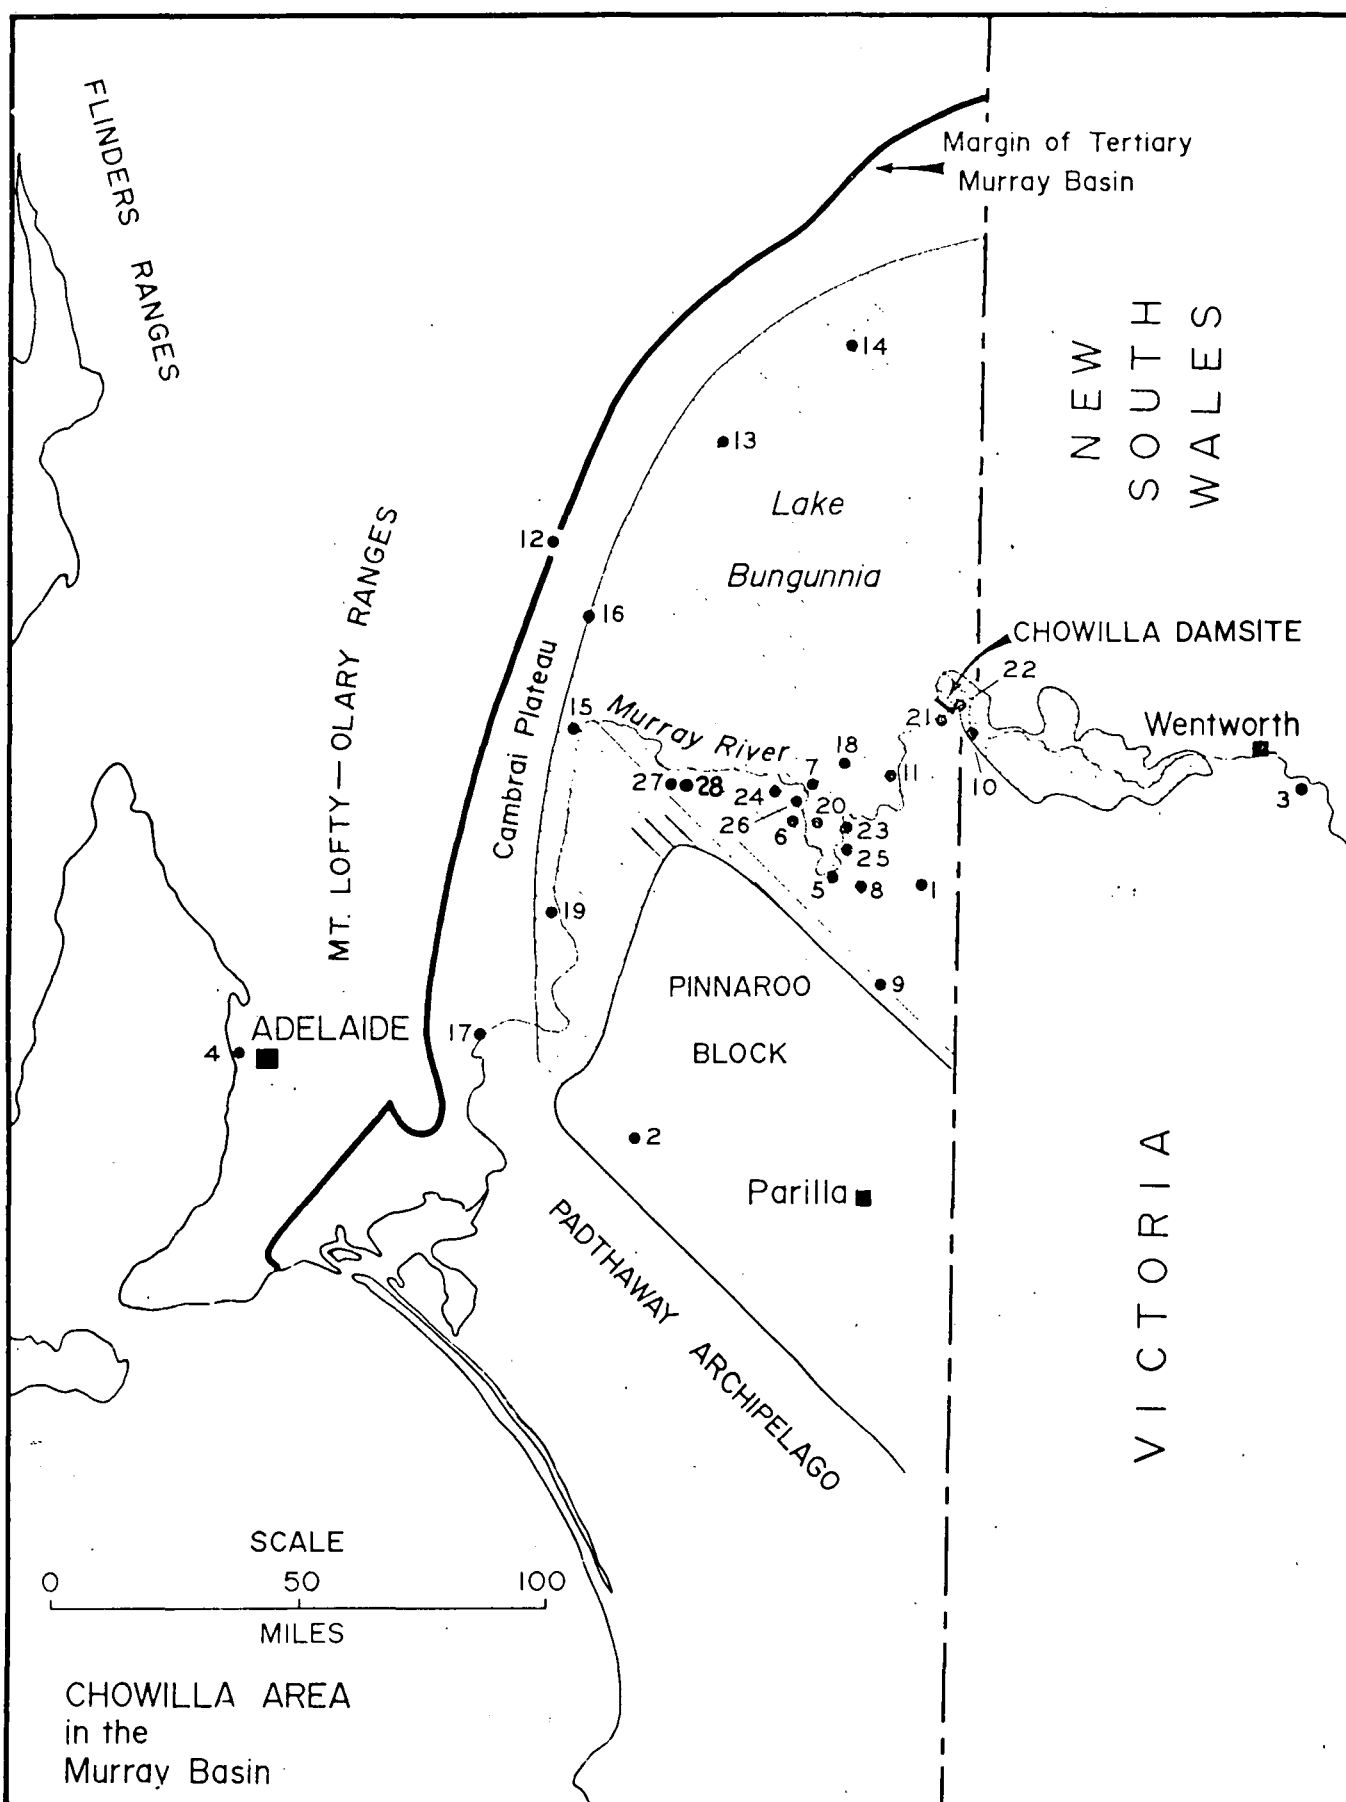 FLINDERS RANGES
Margin of Tertiary
Murray Basin
NEW
SOUTH
WALES
14
13
Lake
Bungunnia
12
16
MT. LOFTY—OLARY RANGES
Cambrai Plateau
CHOWILLA DAMSITE
22
21
Wentworth
15
Murray River
18
7
11
10
3
27
28
24
20
26
6
23
25
5
8
1
19
PINNAROO
BLOCK
9
ADELAIDE
4
17
2
Parilla
PADTHAWAY ARCHIPELAGO
VICTORIA
SCALE
0 50 100
MILES
CHOWILLA AREA
in the
Murray Basin